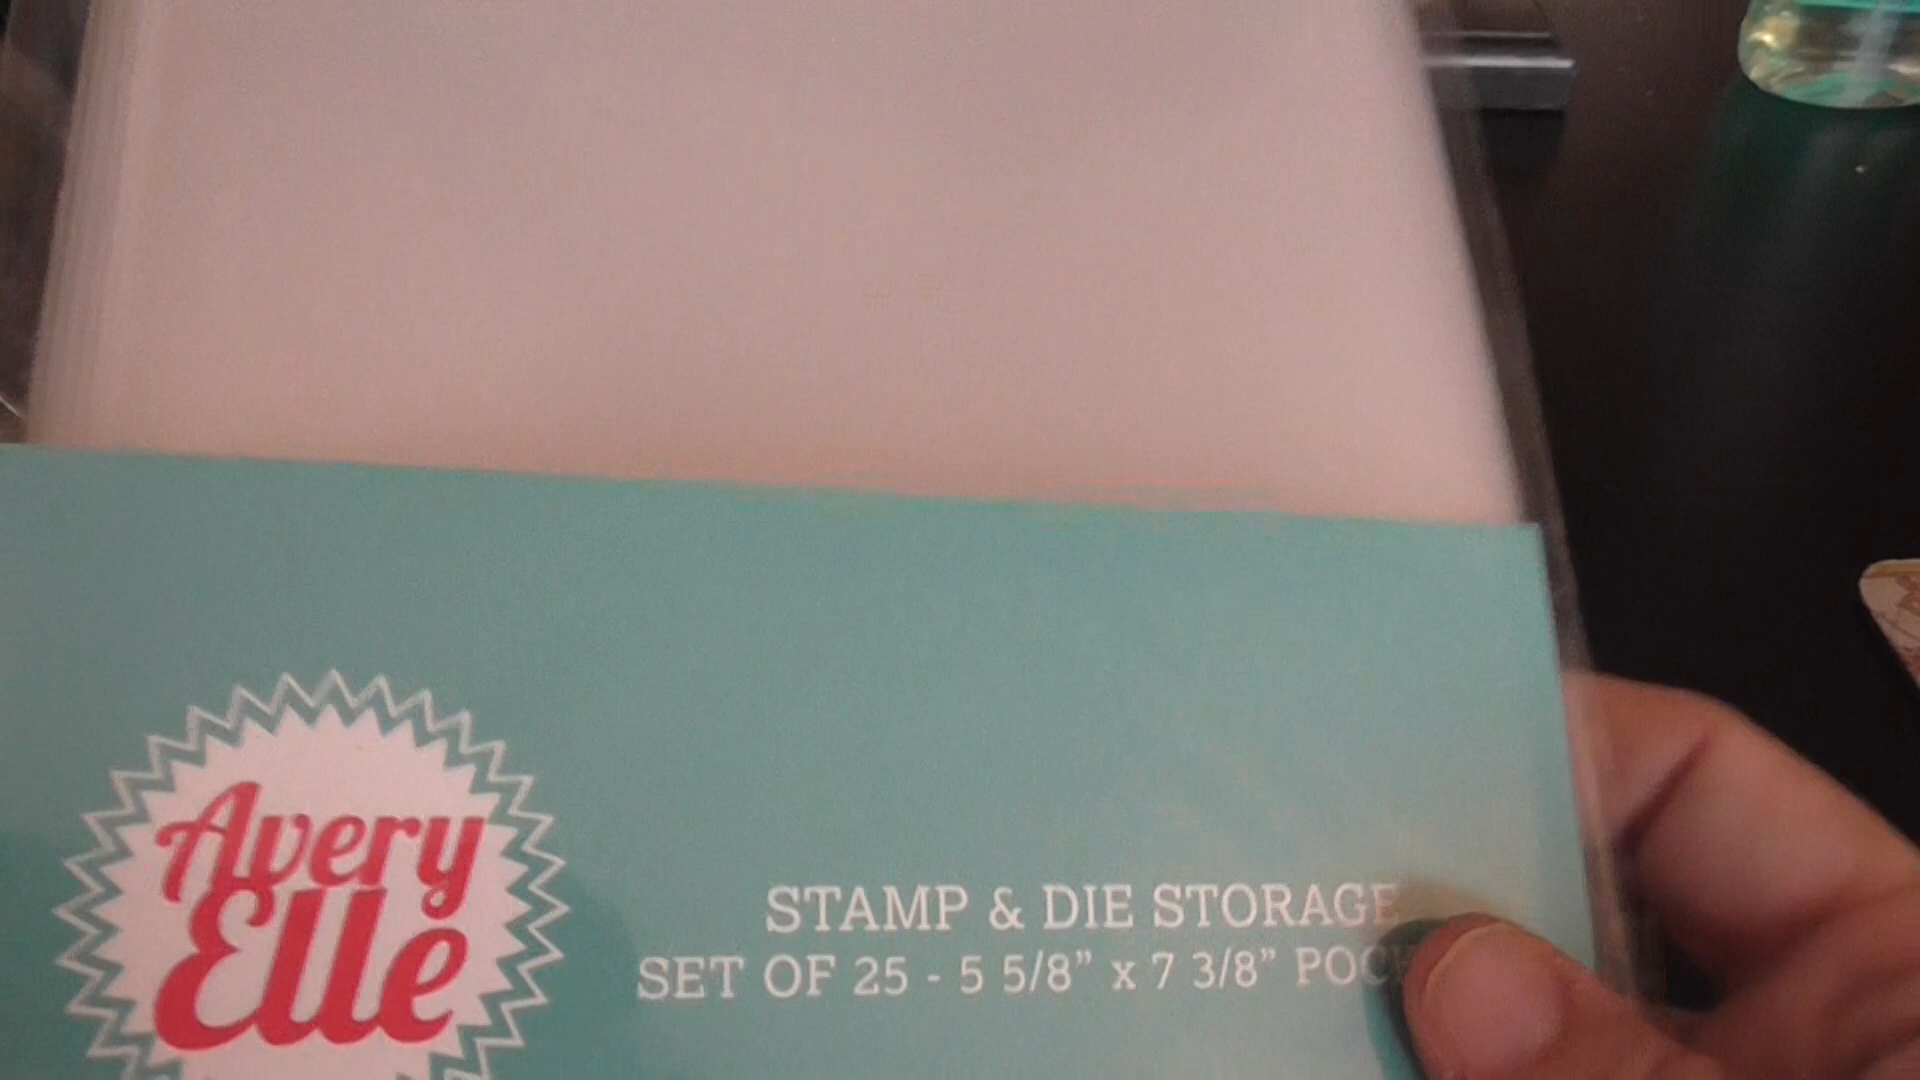 Avery
Elle
STAMP & DIE STORAGE
SET OF 25 - 5 5/8” x 7 3/8”